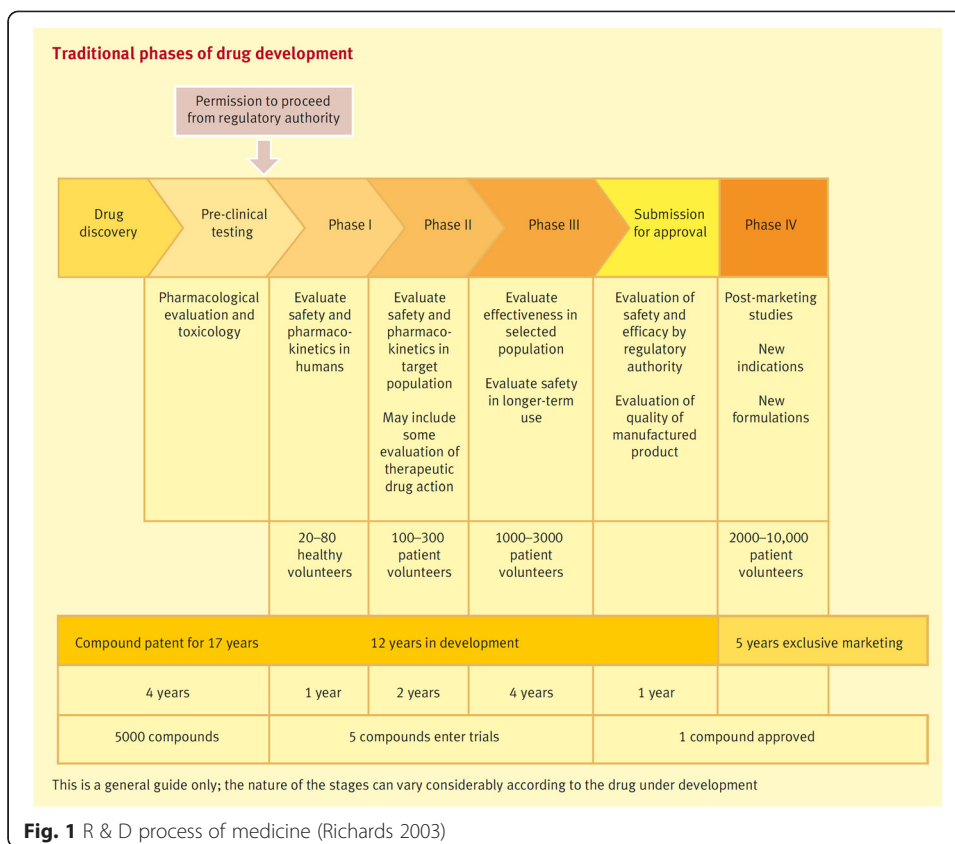 Traditional phases of drug development
Permission to proceed
from regulatory authority
Drug
discovery
Pre-clinical
testing
Phase I
Phase II
Phase III
Submission
for approval
Phase IV
Pharmacological
evaluation and
toxicology
Evaluate
safety and
pharmaco-
kinetics in
humans
Evaluate
safety and
pharmaco-
kinetics in
target
population
May include
some
evaluation of
therapeutic
drug action
Evaluate
effectiveness in
selected
population
Evaluate safety
in longer-term
use
Evaluation of
safety and
efficacy by
regulatory
authority
Evaluation of
quality of
manufactured
product
Post-marketing
studies
New
indications
New
formulations
20–80
healthy
volunteers
100–300
patient
volunteers
1000–3000
patient
volunteers
2000–10,000
patient
volunteers
Compound patent for 17 years
12 years in development
5 years exclusive marketing
4 years
1 year
2 years
4 years
1 year
5000 compounds
5 compounds enter trials
1 compound approved
This is a general guide only; the nature of the stages can vary considerably according to the drug under development
Fig. 1 R & D process of medicine (Richards 2003)